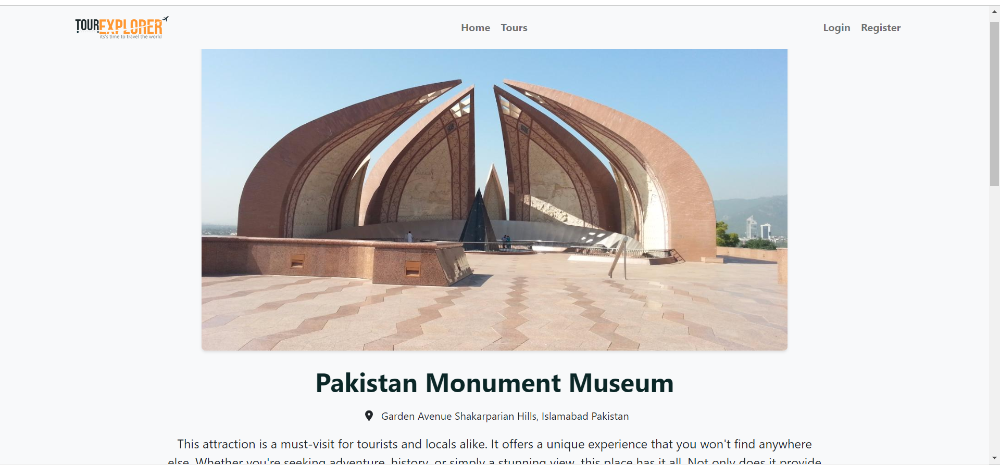 TOUREXPLORER
its's time to travel the world
Home Tours
Login Register
Pakistan Monument Museum
Garden Avenue Shakarparian Hills, Islamabad Pakistan
This attraction is a must-visit for tourists and locals alike. It offers a unique experience that you won't find anywhere
else. Whether you're seeking adventure, history, or simply a stunning view, this place has it all. Not only does it provide